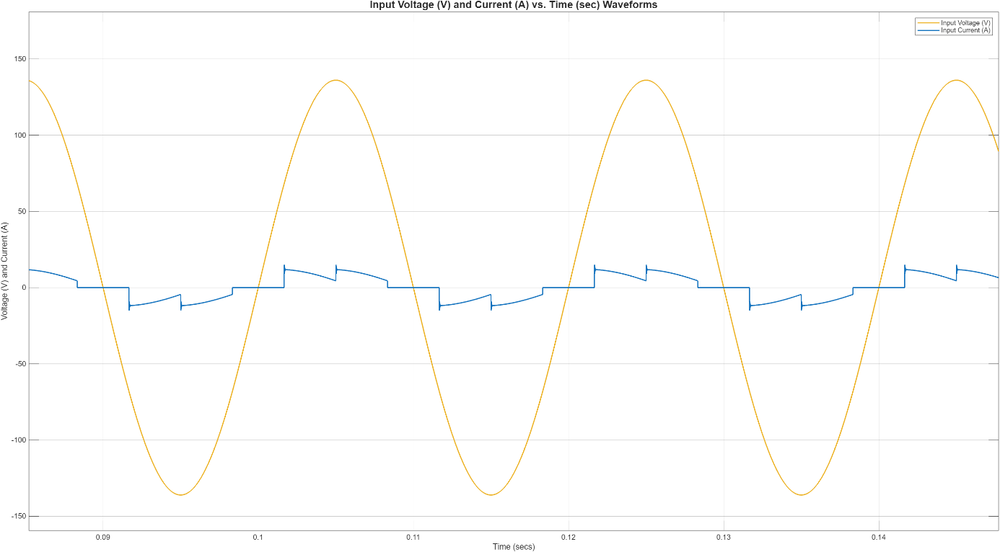 Input Voltage (V) and Current (A) vs. Time (sec) Waveforms
Input Voltage (V)
Input Current (A)
150
100
50
0
-50
-100
-150
Voltage (V) and Current (A)
0.09
0.1
0.11
0.12
0.13
0.14
Time (secs)